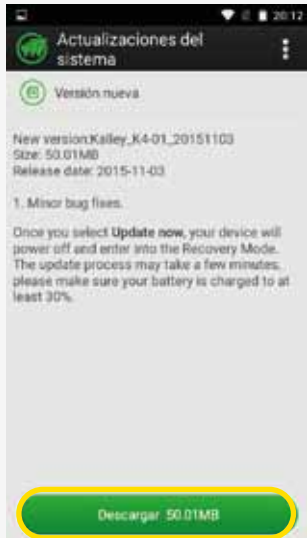 20:12
Actualizaciones del
sistema
Versión nueva
New version:Kalley_K4-01_20151103
Size: 50.01MB
Release date: 2015-11-03
1. Minor bug fixes.
Once you select Update now, your device will
power off and enter into the Recovery Mode.
The update process may take a few minutes,
please make sure your battery is charged to at
least 30%.
Descargar 50.01MB